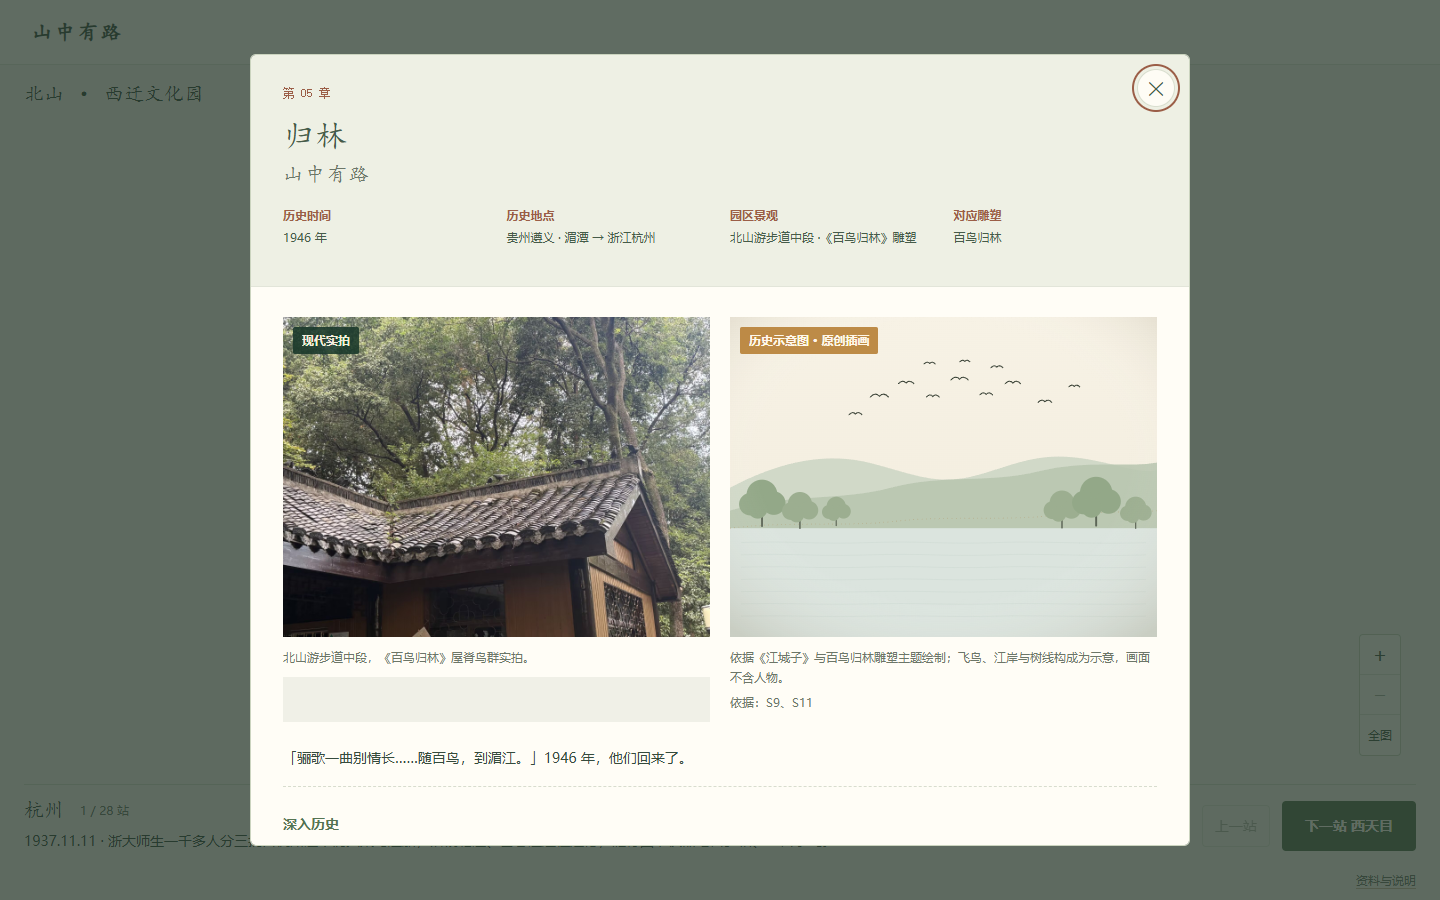 山中有路
北山 • 西迁文化园
第 05 章
归林
山中有路
历史时间
1946 年
历史地点
贵州遵义 · 湄潭 → 浙江杭州
园区景观
北山游步道中段 · 《百鸟归林》雕塑
对应雕塑
百鸟归林
现代实拍
历史示意图 • 原创插画
北山游步道中段，《百鸟归林》屋脊鸟群实拍。
依据《江城子》与百鸟归林雕塑主题绘制；飞鸟、江岸与树线构成为示意，画面
不含人物。
依据：S9、S11
「骊歌一曲别情长……随百鸟，到湄江。」1946 年，他们回来了。
深入历史
+
−
全图
杭州 1 / 28 站
1937.11.11 · 浙大师生一千多人分三
上一站
下一站 西天目
资料与说明